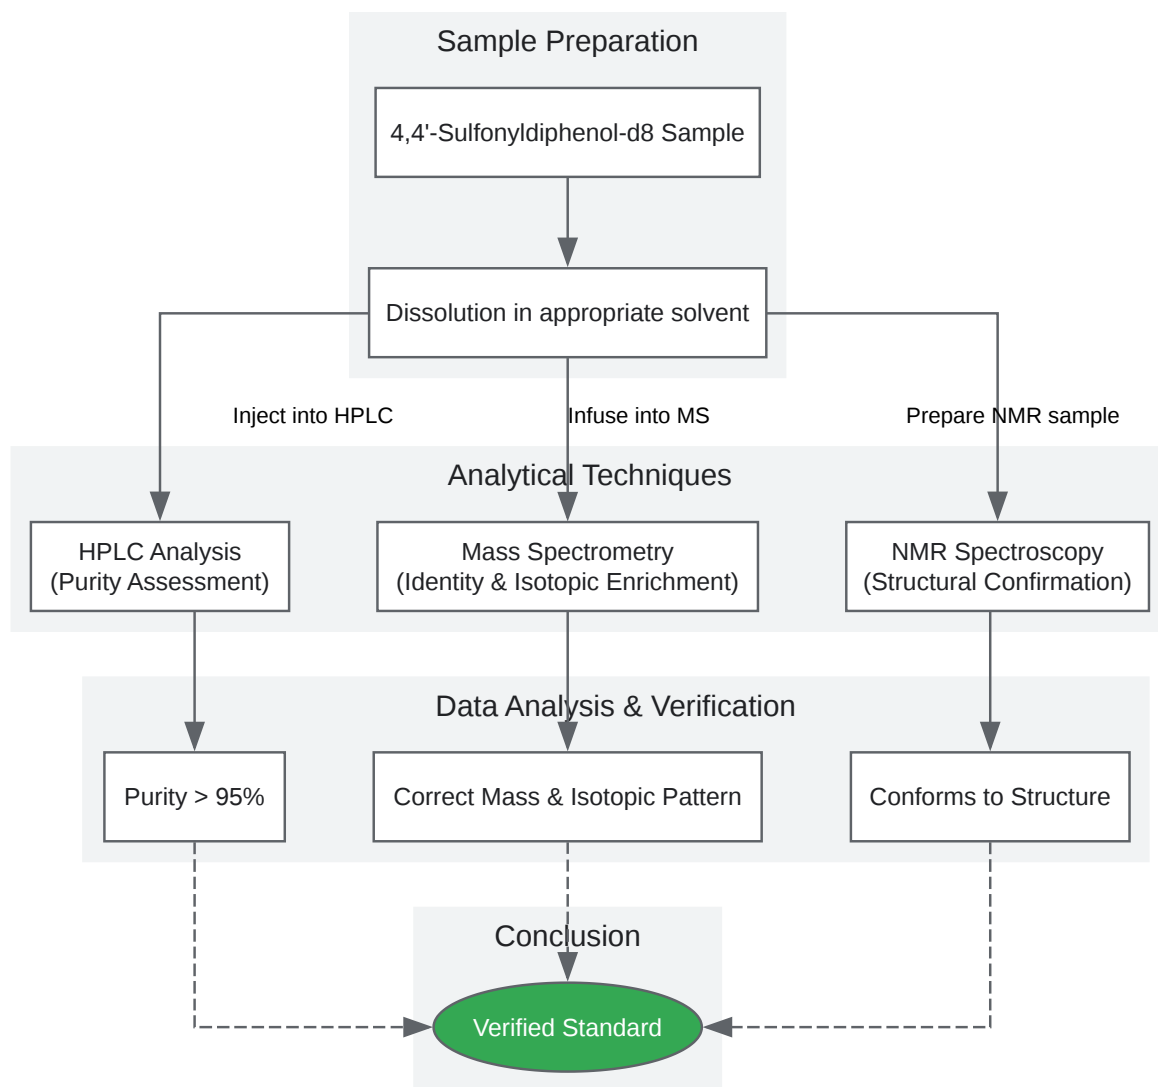 Sample Preparation
4,4'-Sulfonyldiphenol-d8 Sample
Dissolution in appropriate solvent
Inject into HPLC
Infuse into MS
Prepare NMR sample
Analytical Techniques
HPLC Analysis
(Purity Assessment)
Mass Spectrometry
(Identity & Isotopic Enrichment)
NMR Spectroscopy
(Structural Confirmation)
Data Analysis & Verification
Purity > 95%
Correct Mass & Isotopic Pattern
Conforms to Structure
Conclusion
Verified Standard